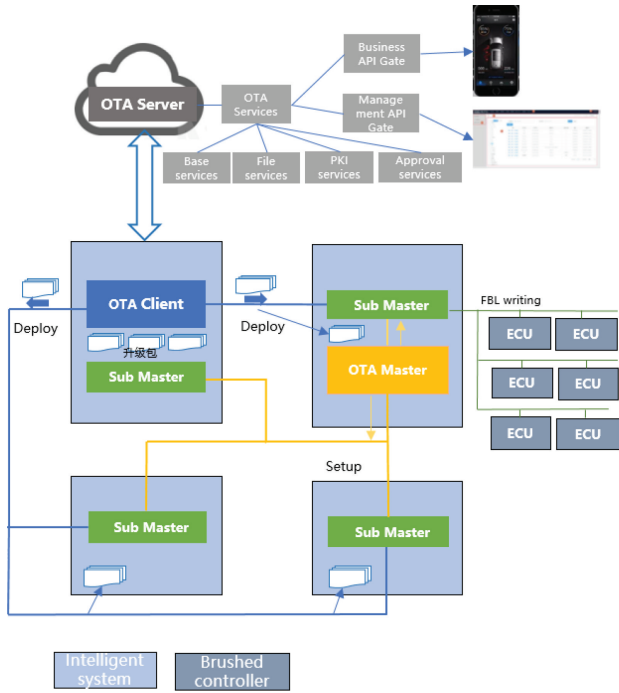 Business
API Gate
OTA Server
OTA
Services
Manage
ment API
Gate
Base
services
File
services
PKI
services
Approval
services
OTA Client
Deploy
Deploy
升级包
Sub Master
Sub Master
OTA Master
FBL writing
ECU
ECU
ECU
ECU
ECU
ECU
Setup
Sub Master
Sub Master
Intelligent
system
Brushed
controller